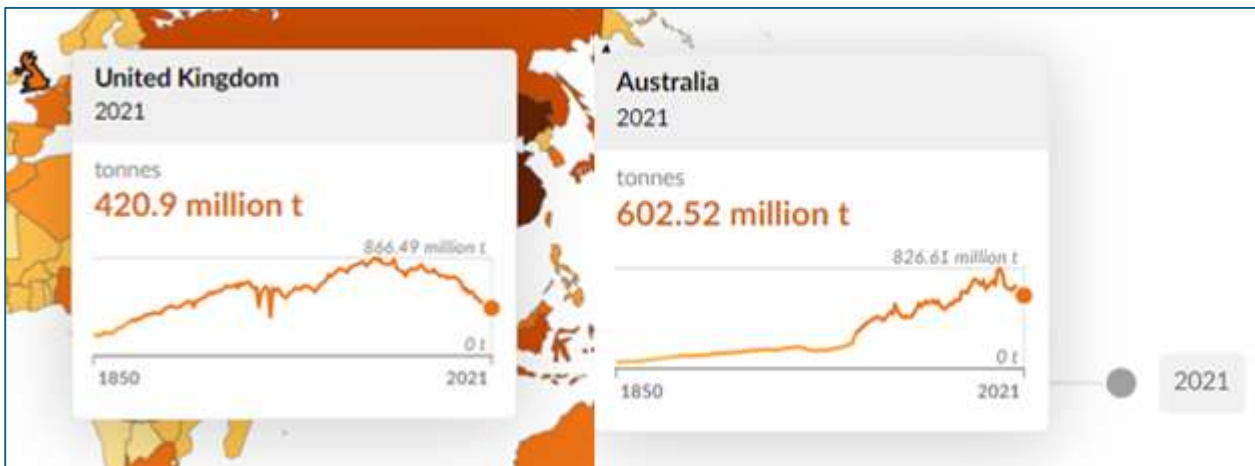 United Kingdom
2021
tonnes
420.9 million t
866.49 million t
0 t
1850 2021
Australia
2021
tonnes
602.52 million t
826.61 million t
0 t
1850 2021
2021